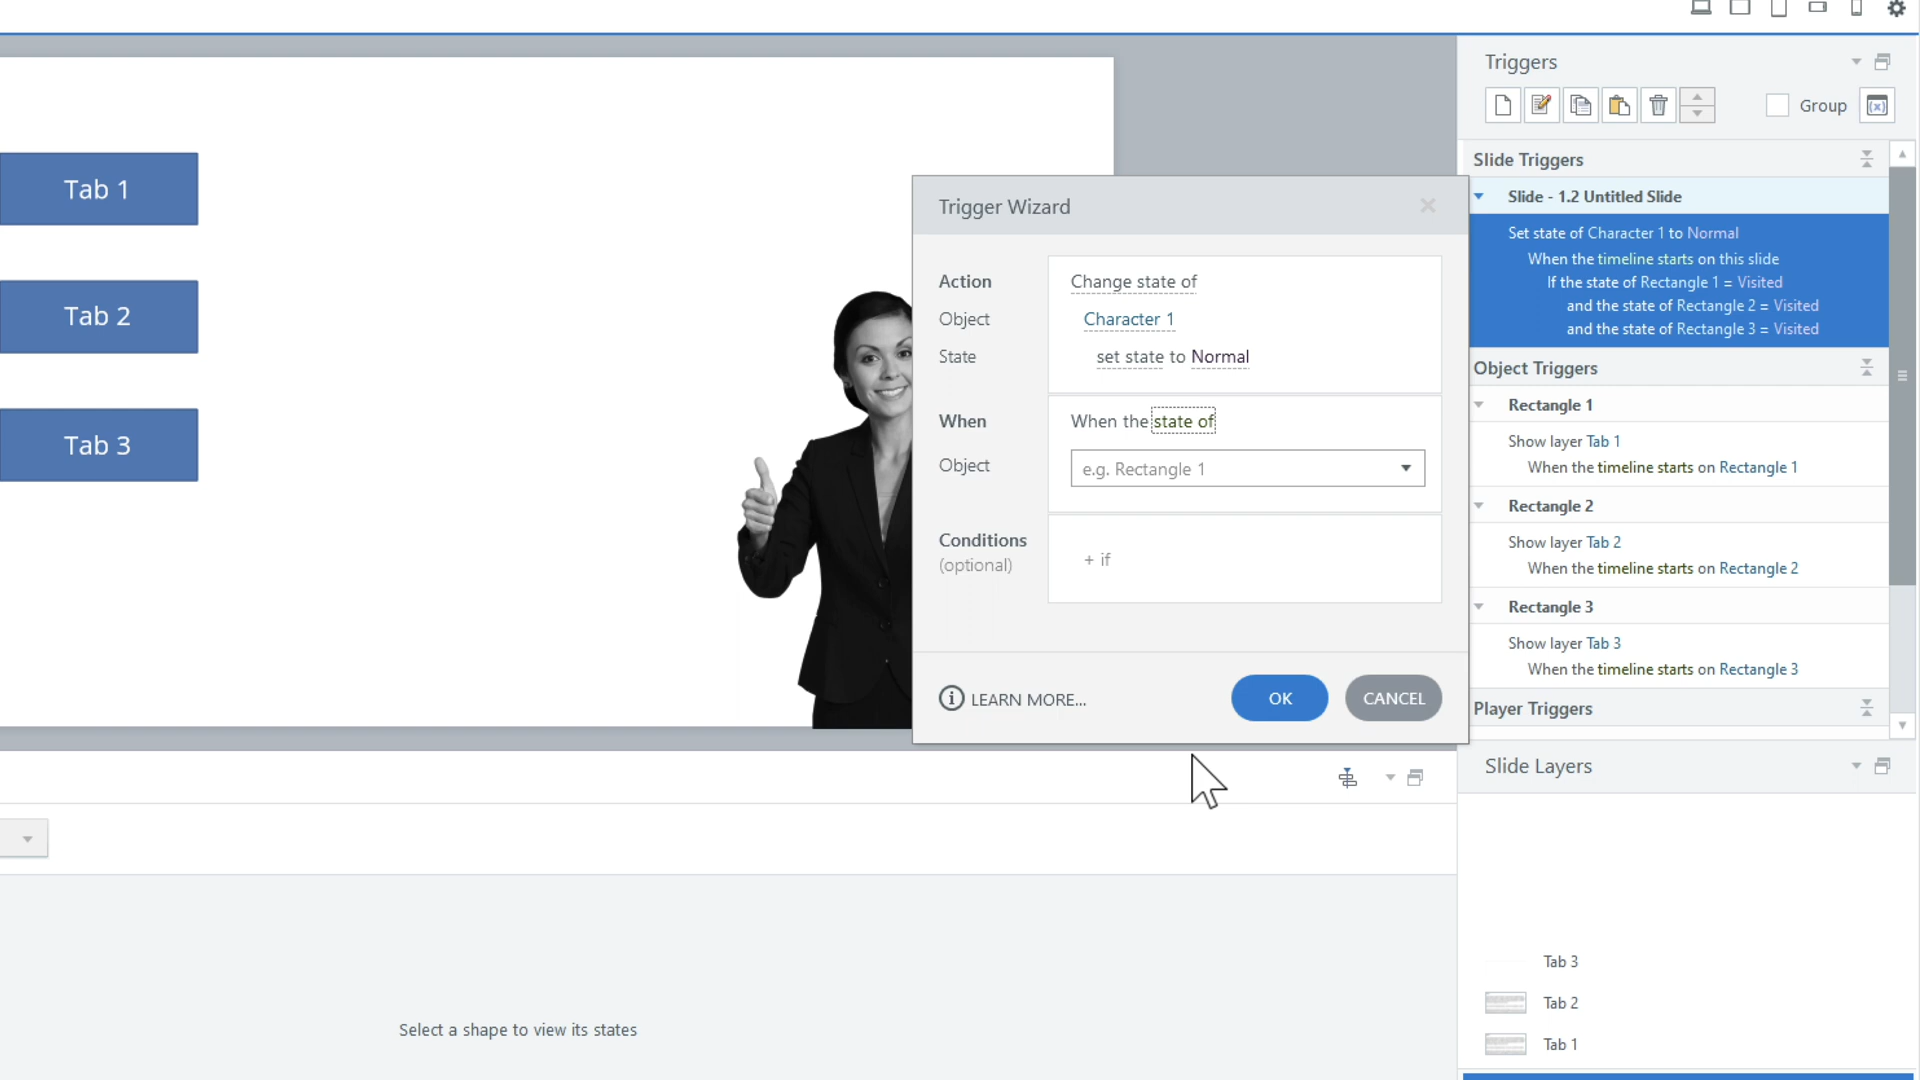 Tab 1
Tab 2
Tab 3
Trigger Wizard
Action
Change state of
Object
Character 1
State
set state to Normal
When
When the state of
Object
e.g. Rectangle 1
Conditions
(optional)
+ if
LEARN MORE...
OK
CANCEL
Triggers
Group
(x)
Slide Triggers
Slide - 1.2 Untitled Slide
Set state of Character 1 to Normal
When the timeline starts on this slide
If the state of Rectangle 1 = Visited
and the state of Rectangle 2 = Visited
and the state of Rectangle 3 = Visited
Object Triggers
Rectangle 1
Show layer Tab 1
When the timeline starts on Rectangle 1
Rectangle 2
Show layer Tab 2
When the timeline starts on Rectangle 2
Rectangle 3
Show layer Tab 3
When the timeline starts on Rectangle 3
Player Triggers
Slide Layers
Tab 3
Tab 2
Tab 1
Select a shape to view its states